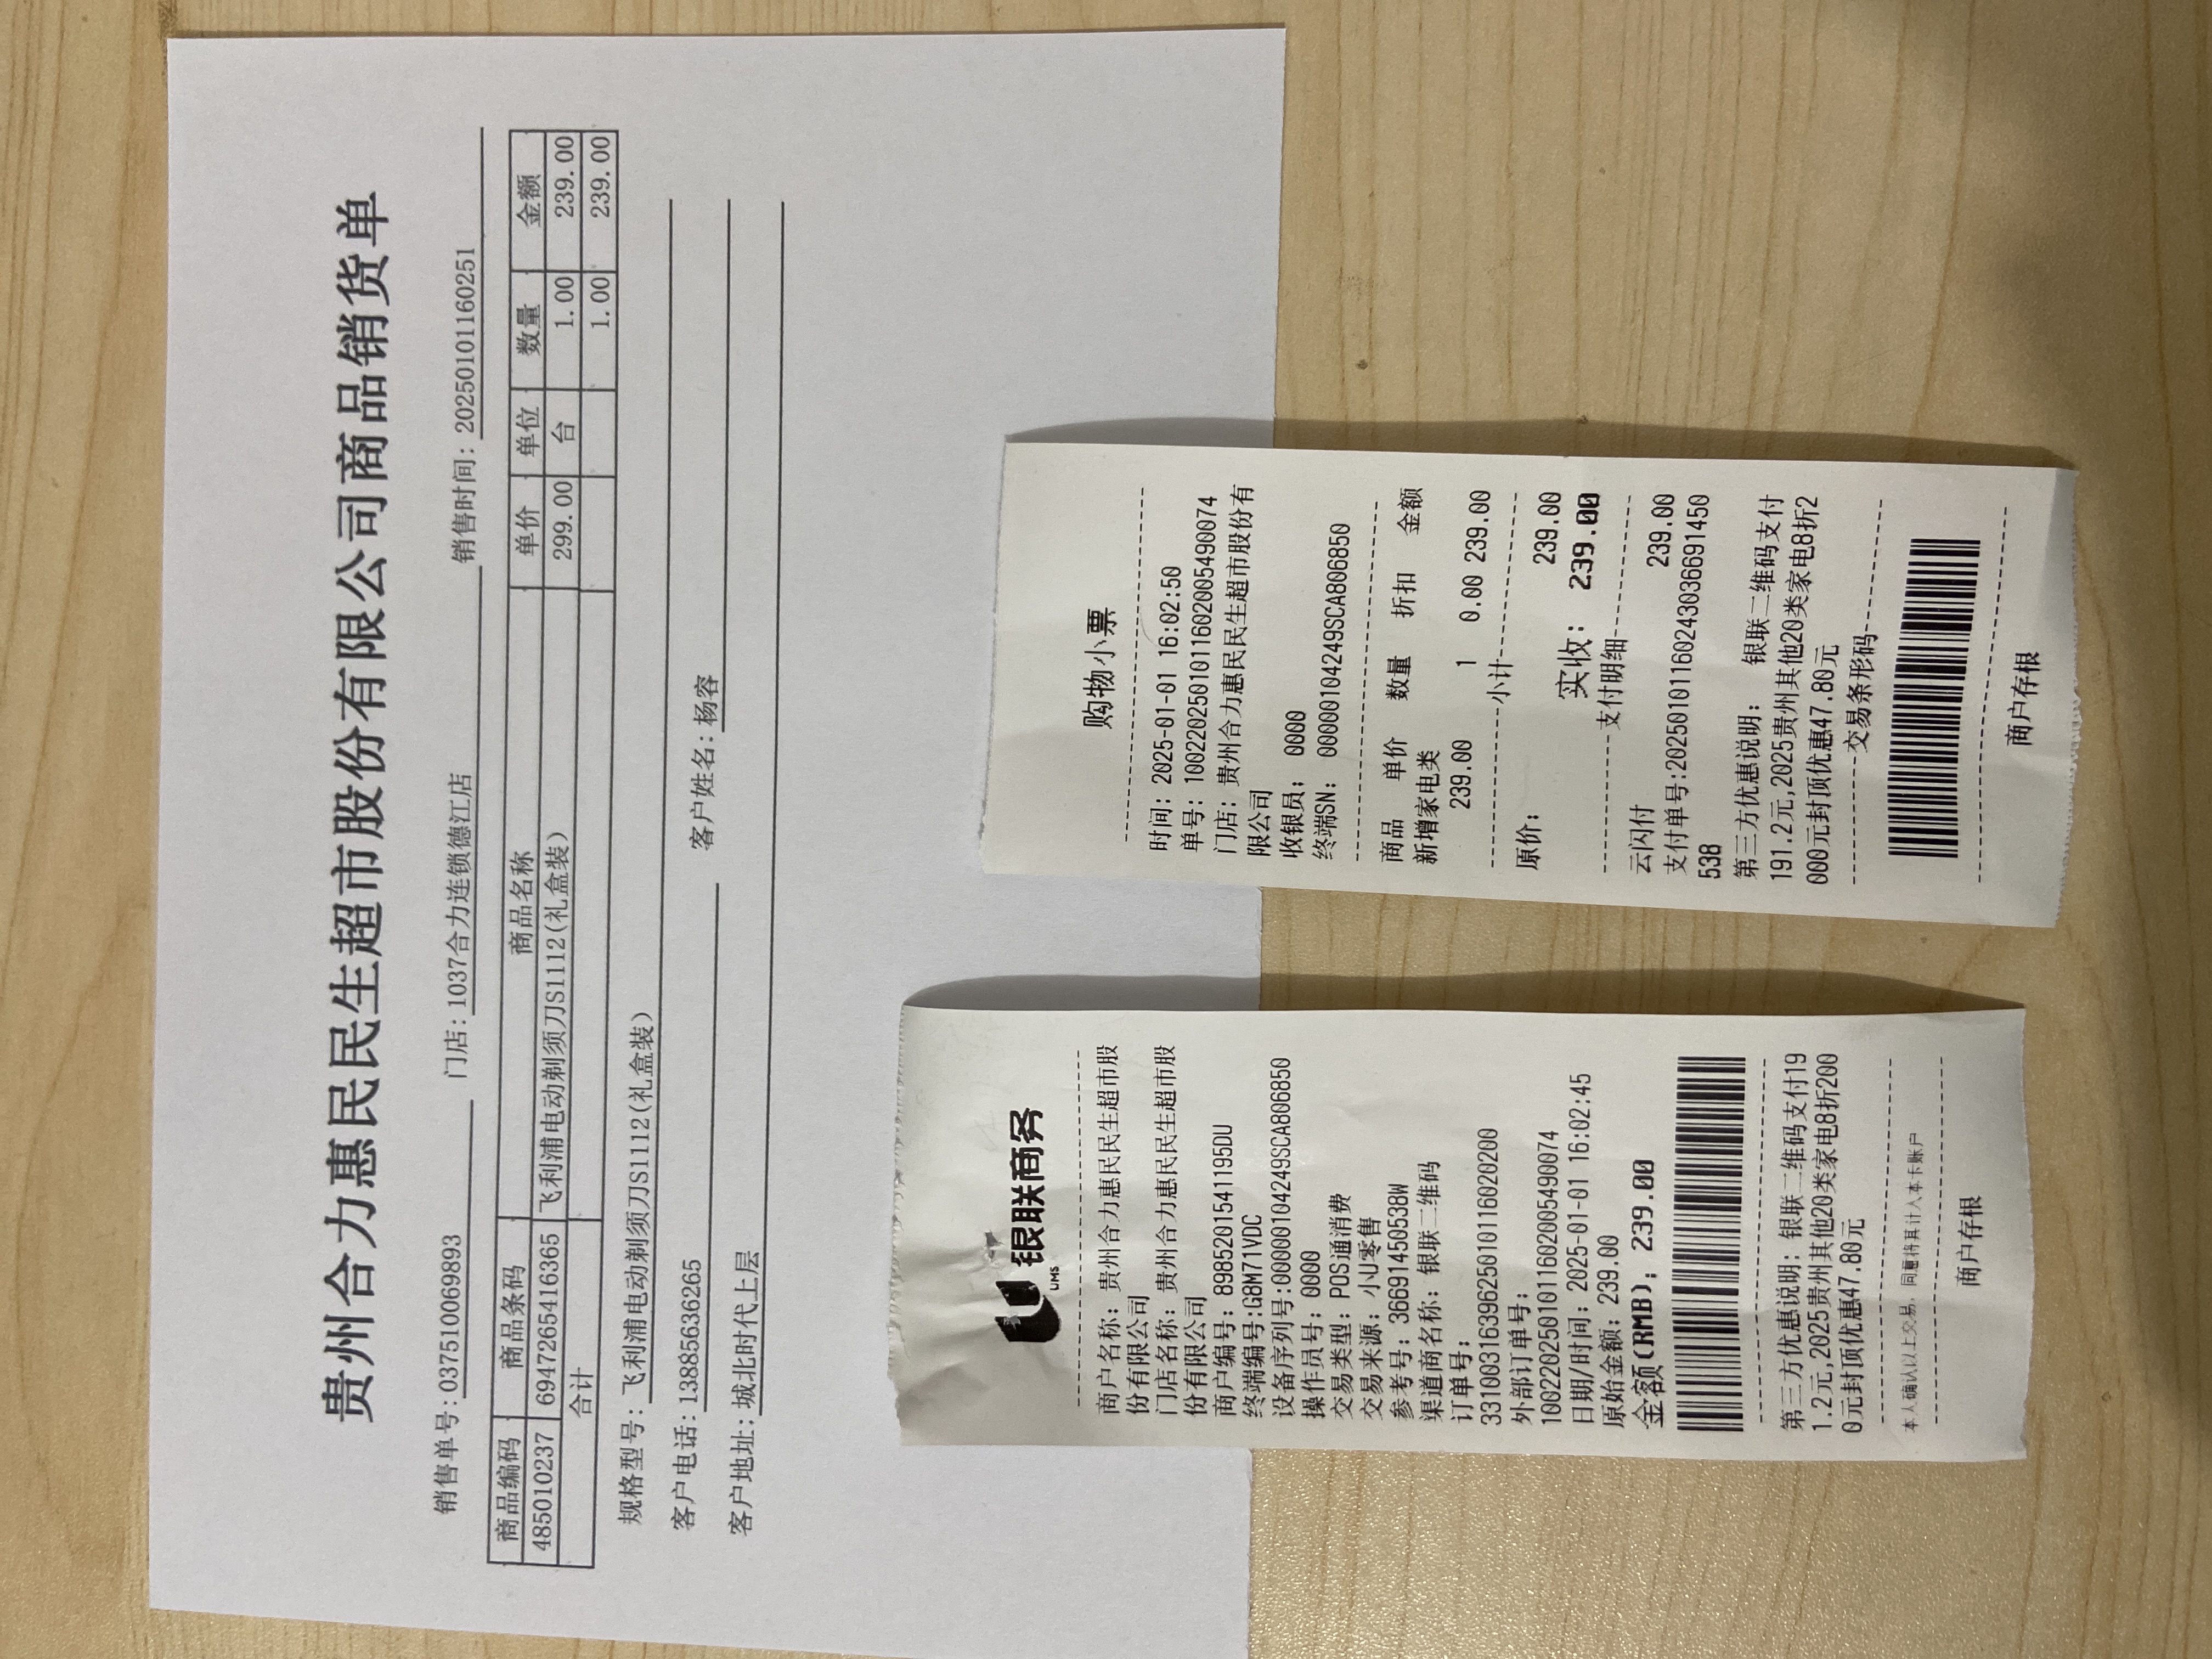 贵州合力惠民民生超市股份有限公司商品销货单
销售单号: 03751006​9893 门店: 1037合力连锁德江店 销售时间: 20250101160251
商品编码 商品条码 商品名称 单价 单位 数量 金额
48501023​7 6947265416365 飞利浦电动剃须刀S1112(礼盒装) 299.00 台 1.00 239.00
合计 1.00 239.00
规格型号: 飞利浦电动剃须刀S1112(礼盒装)
客户电话: 13885636265 客户姓名: 杨容
客户地址: 城北时代上层
银联商务
UMS
商户名称: 贵州合力惠民民生超市股
份有限公司
门店名称: 贵州合力惠民民生超市股
份有限公司
商户编号: 89852015411​95DU
终端编号:G8M71VDC
设备序列号:0000010424​9SCA806850
操作员号: 0000
交易类型: POS通消费
交易来源: 小U零售
参考号: 36691450538W
渠道商名称: 银联二维码
订单号:
33100316396250101116020200
外部订单号:
10022025010116020054​90074
日期/时间: 2025-01-01 16:02:45
原始金额: 239.00
金额(RMB): 239.00
第三方优惠说明: 银联二维码支付19
1.2元,2025贵州其他20类家电8折200
0元封顶优惠47.80元
本人确认以上交易,同意将其计入本卡账户
商户存根
购物小票
时间: 2025-01-01 16:02:50
单号: 10022025010116020054​90074
门店: 贵州合力惠民民生超市股份有
限公司
收银员: 0000
终端SN: 0000010424​9SCA806850
商品 单价 数量 折扣 金额
新增家电类
239.00 1 0.00 239.00
小计
原价: 239.00
实收: 239.00
支付明细
云闪付 239.00
支付单号:2025010116024303669​1450
538
第三方优惠说明: 银联二维码支付
191.2元,2025贵州其他20类家电8折2
000元封顶优惠47.80元
交易条形码
商户存根